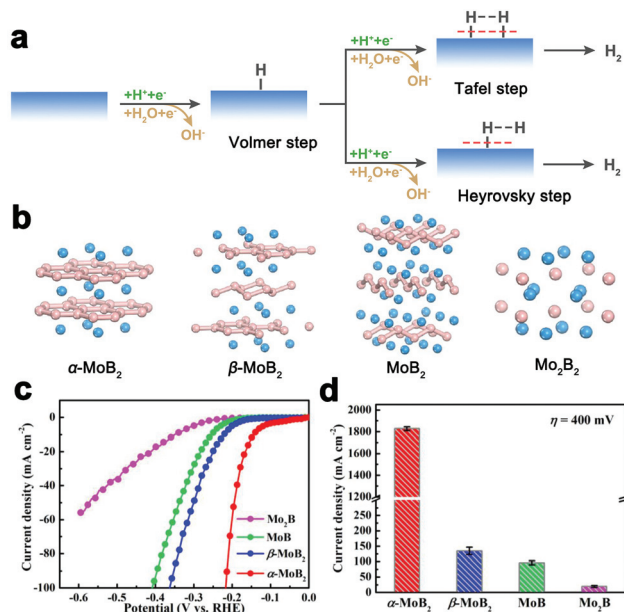 a
H
+H⁺+e⁻
+H₂O+e⁻
OH⁻
Volmer step
+H⁺+e⁻
+H₂O+e⁻
OH⁻
H--H
Tafel step
H₂
+H⁺+e⁻
+H₂O+e⁻
OH⁻
H--H
Heyrovsky step
H₂
b
α-MoB₂
β-MoB₂
MoB₂
Mo₂B₂
c
Current density (mA cm⁻²)
0
-20
-40
-60
-80
-100
-0.6 -0.5 -0.4 -0.3 -0.2 -0.1 0.0
Potential (V vs. RHE)
Mo₂B
MoB
β-MoB₂
α-MoB₂
d
η = 400 mV
Current density (mA cm⁻²)
2000
1800
1600
1400
1200
200
150
100
50
0
α-MoB₂ β-MoB₂ MoB Mo₂B